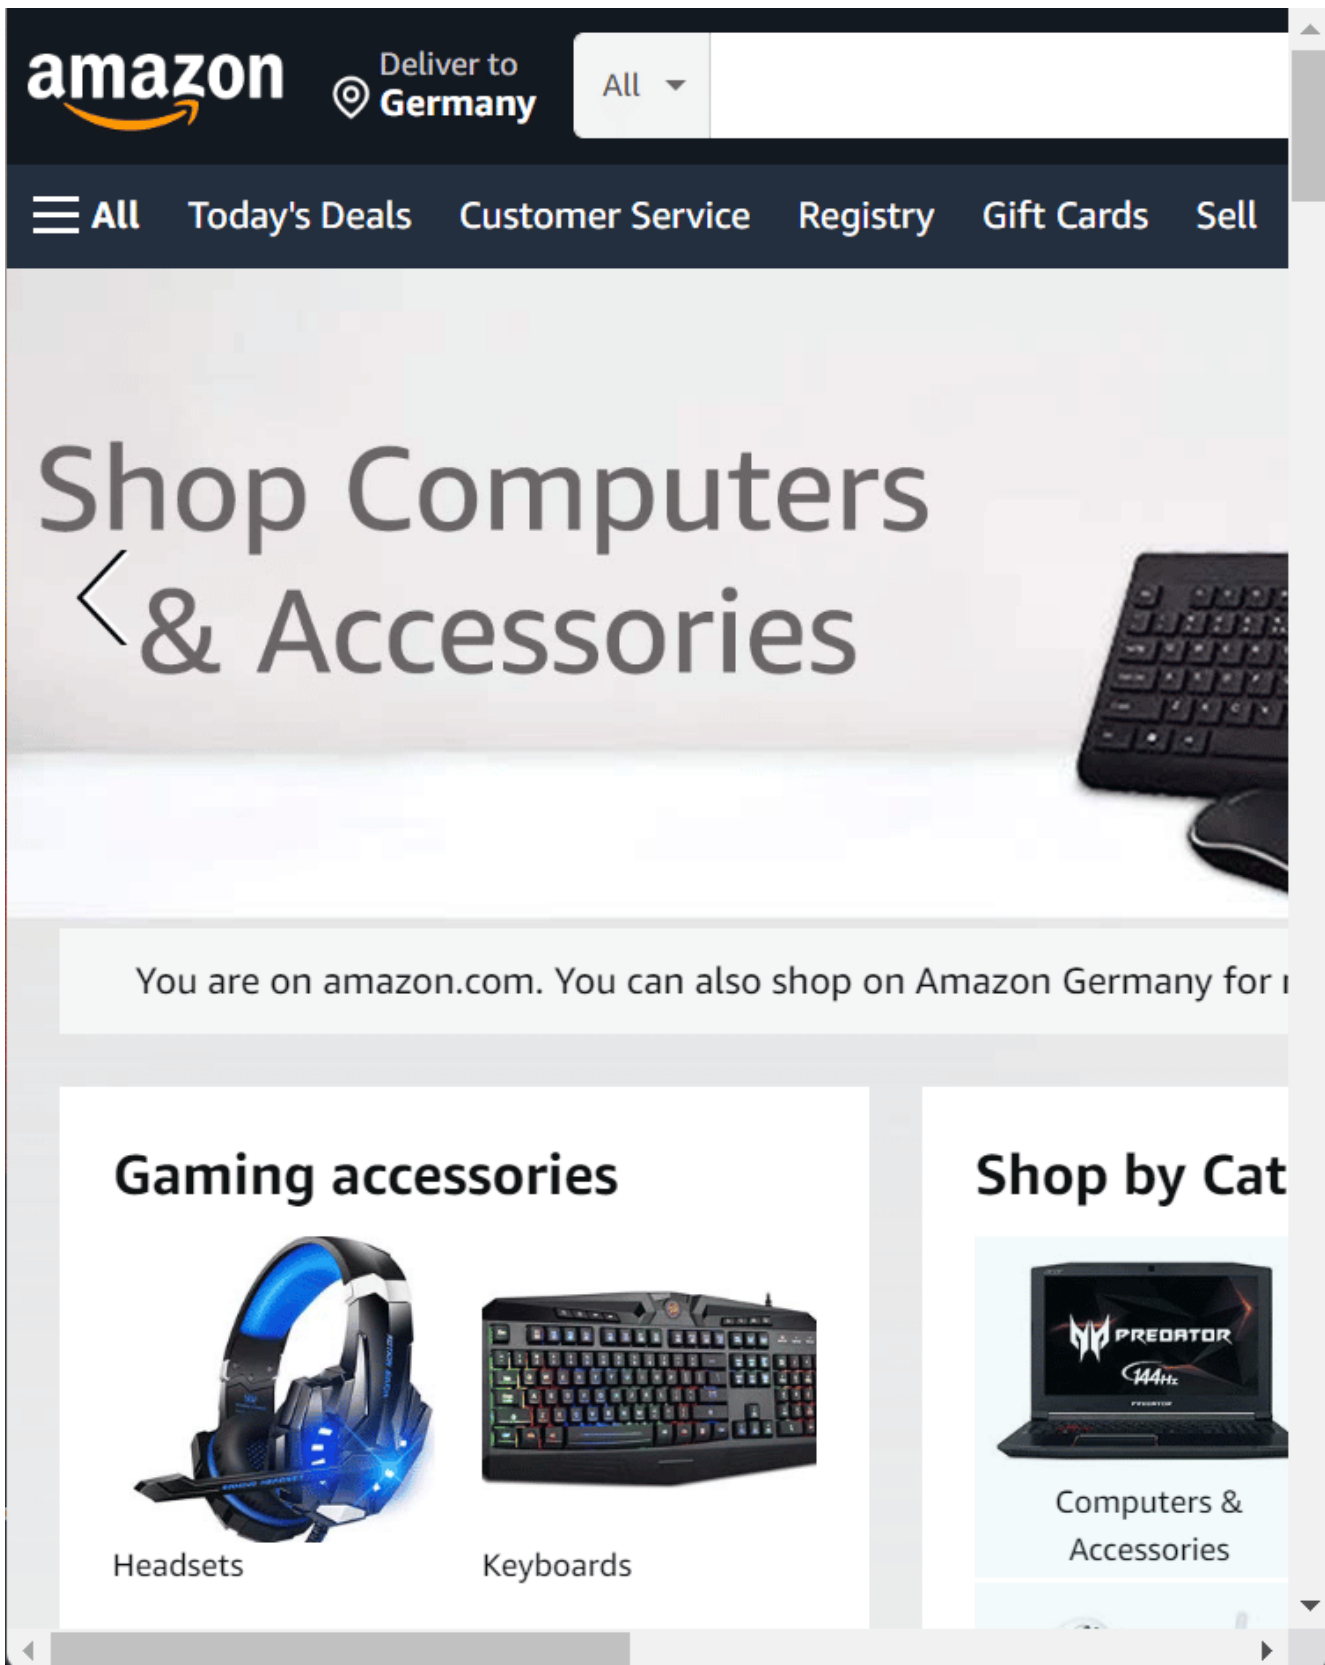 amazon
Deliver to
Germany
All
All Today's Deals Customer Service Registry Gift Cards Sell
Shop Computers
& Accessories
You are on amazon.com. You can also shop on Amazon Germany for
Gaming accessories
Headsets
Keyboards
Shop by Cat
PREDATOR
144Hz
PREDATOR
Computers &
Accessories